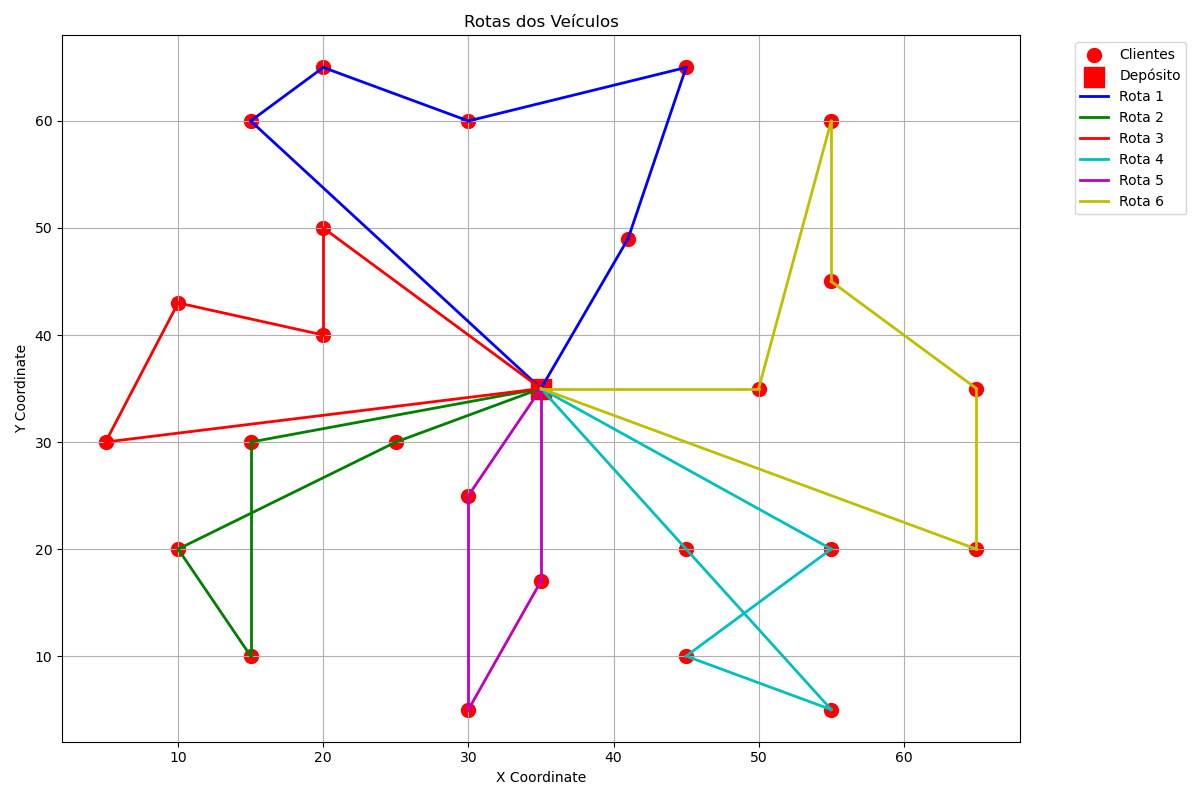 Rotas dos Veículos
Clientes
Depósito
Rota 1
Rota 2
Rota 3
Rota 4
Rota 5
Rota 6
Y Coordinate
60
50
40
30
20
10
10 20 30 40 50 60
X Coordinate